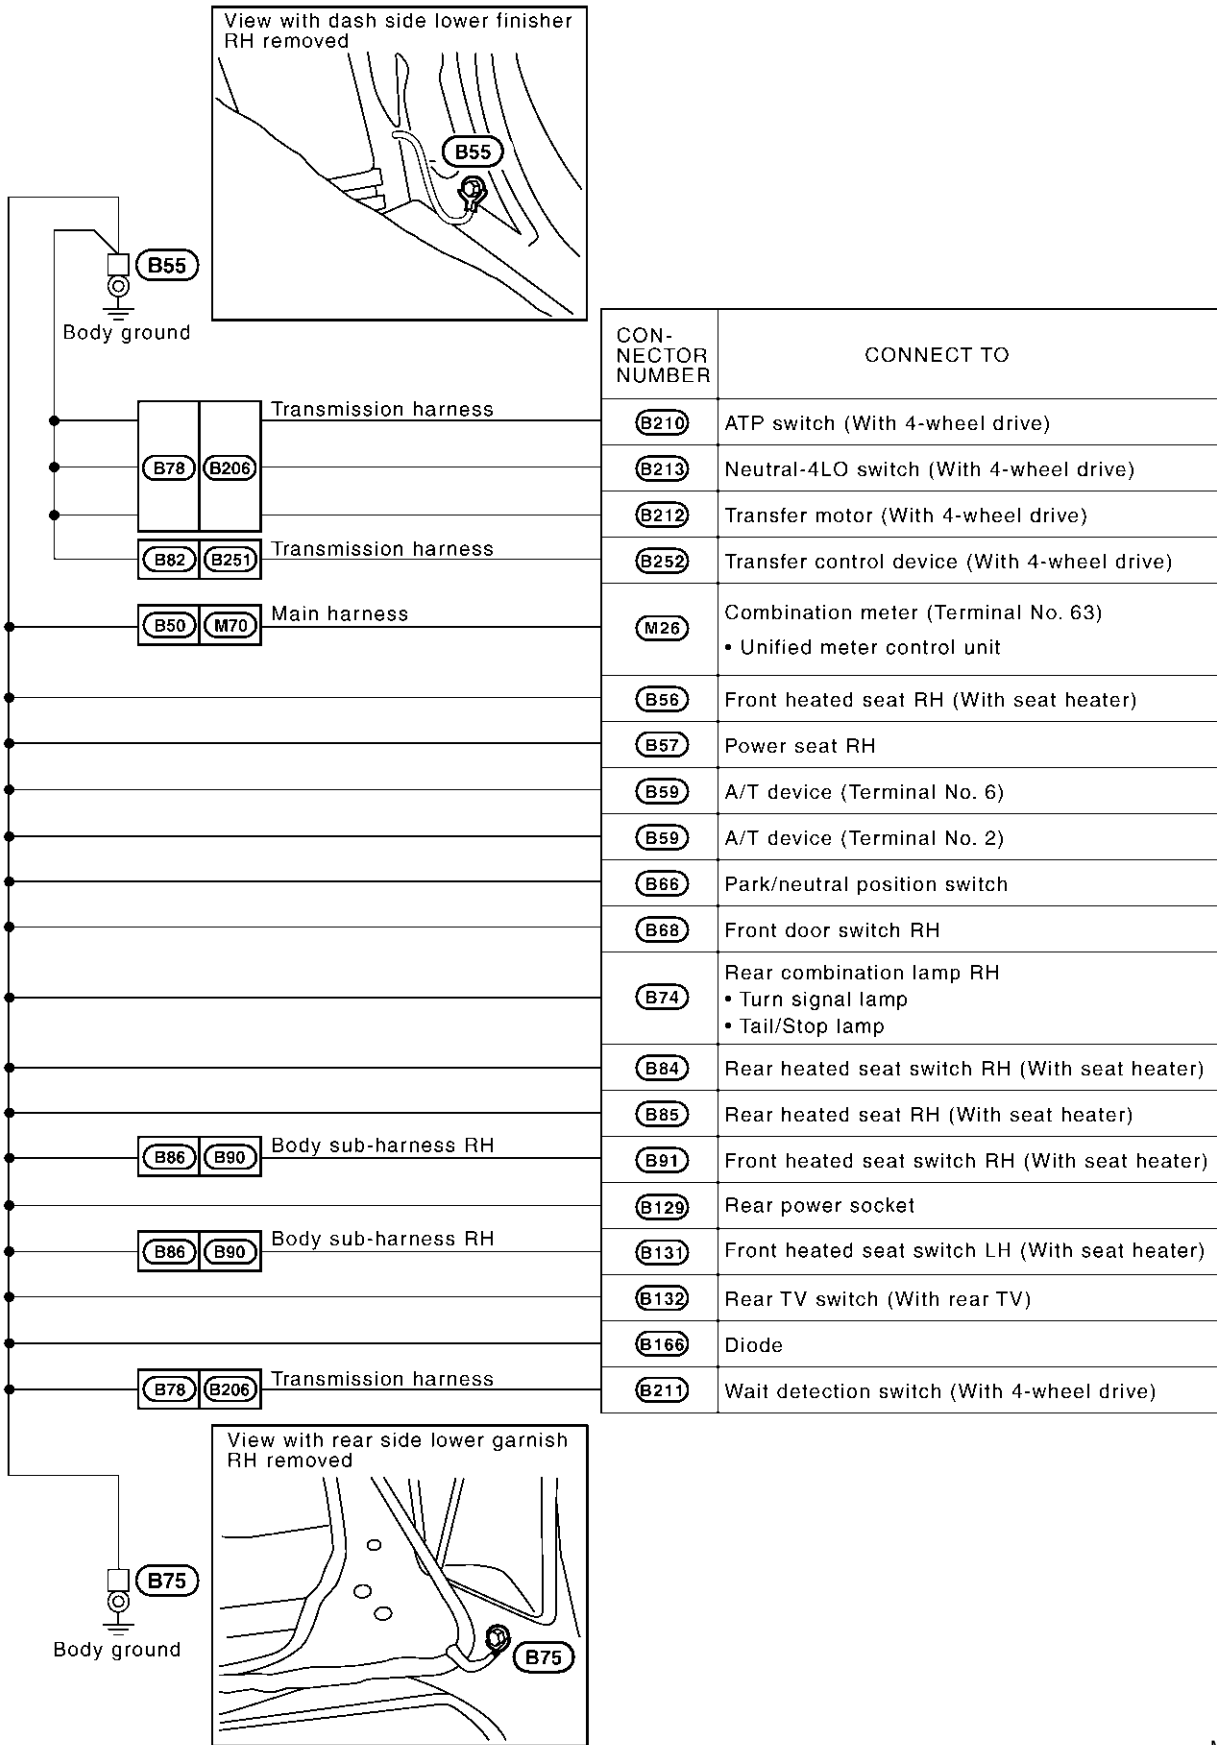 View with dash side lower finisher
RH removed
B55
B55
Body ground
CON-
NECTOR
NUMBER
CONNECT TO
Transmission harness
B210
ATP switch (With 4-wheel drive)
B78
B206
B213
Neutral-4LO switch (With 4-wheel drive)
B212
Transfer motor (With 4-wheel drive)
B82
B251
Transmission harness
B252
Transfer control device (With 4-wheel drive)
B50
M70
Main harness
M26
Combination meter (Terminal No. 63)
• Unified meter control unit
B56
Front heated seat RH (With seat heater)
B57
Power seat RH
B59
A/T device (Terminal No. 6)
B59
A/T device (Terminal No. 2)
B66
Park/neutral position switch
B68
Front door switch RH
B74
Rear combination lamp RH
• Turn signal lamp
• Tail/Stop lamp
B84
Rear heated seat switch RH (With seat heater)
B85
Rear heated seat RH (With seat heater)
B86
B90
Body sub-harness RH
B91
Front heated seat switch RH (With seat heater)
B129
Rear power socket
B86
B90
Body sub-harness RH
B131
Front heated seat switch LH (With seat heater)
B132
Rear TV switch (With rear TV)
B166
Diode
B78
B206
Transmission harness
B211
Wait detection switch (With 4-wheel drive)
View with rear side lower garnish
RH removed
B75
Body ground
B75